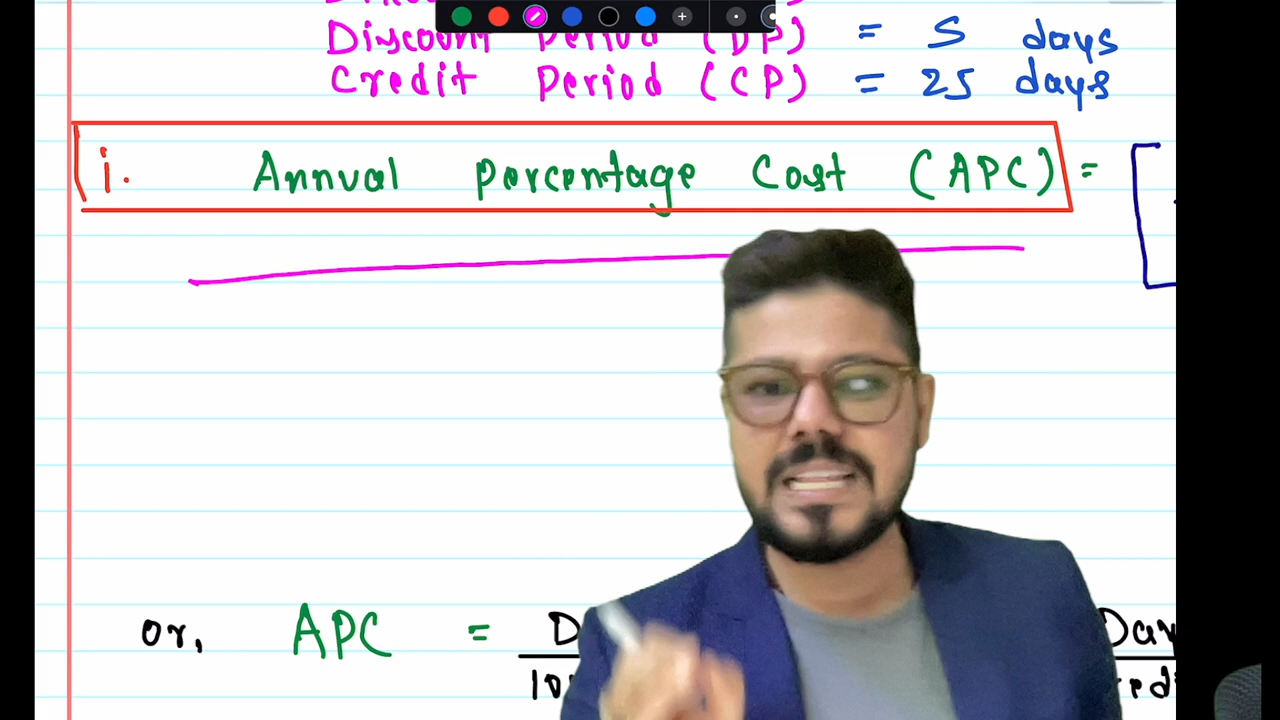 Discount Period (DP) = 5 days
Credit Period (CP) = 25 days
i. Annual percentage Cost (APC) =
or, APC =